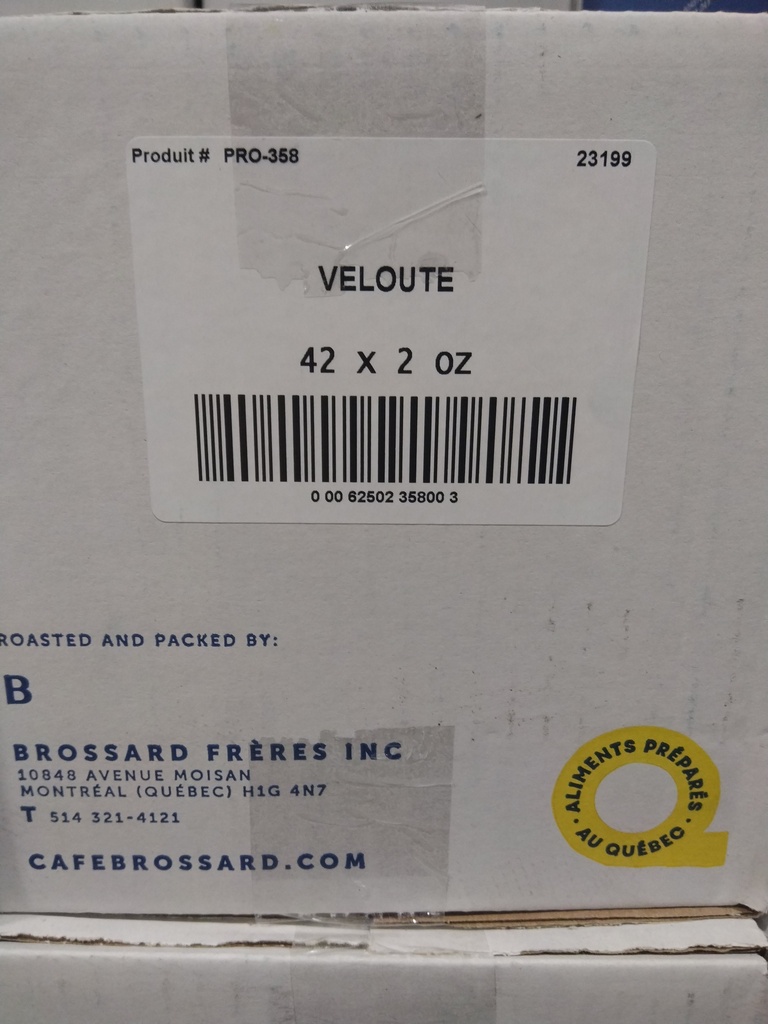 Produit # PRO-358 23199
VELOUTE
42 x 2 OZ
0 00 62502 35800 3
ROASTED AND PACKED BY:
B
BROSSARD FRÈRES INC
10848 AVENUE MOISAN
MONTRÉAL (QUÉBEC) H1G 4N7
T 514 321-4121
CAFEBROSSARD.COM
• ALIMENTS PRÉPARÉS •
AU QUÉBEC